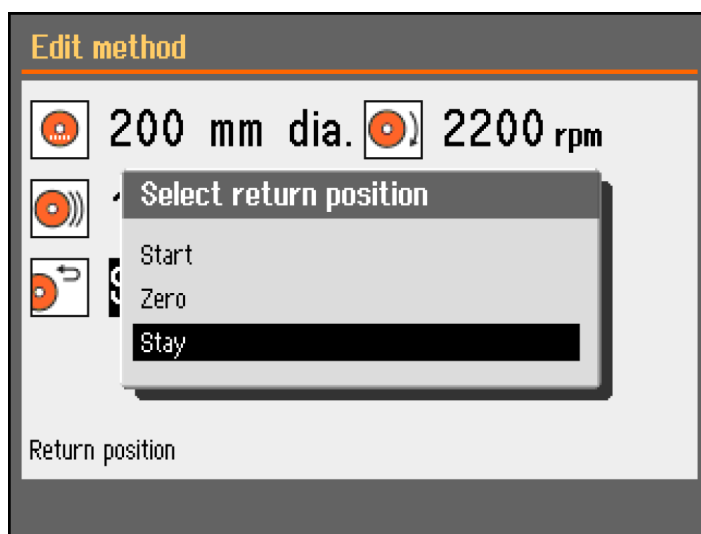 Edit method
200 mm dia. 2200 rpm
Select return position
Start
Zero
Stay
Return position